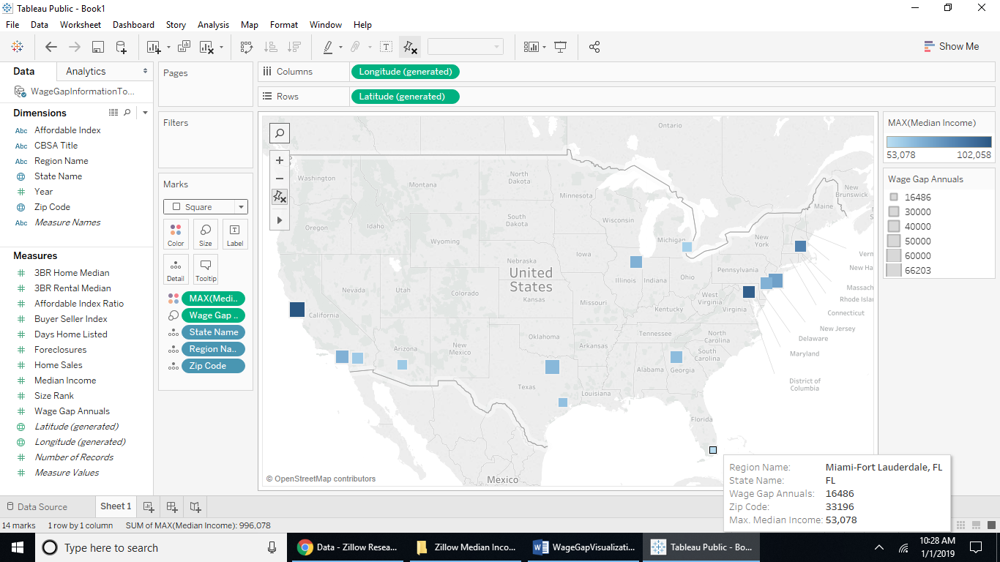 Tableau Public - Book1
File Data Worksheet Dashboard Story Analysis Map Format Window Help
Show Me
Data Analytics
WageGapInformationTo...
Dimensions
Abc Affordable Index
Abc CBSA Title
Abc Region Name
State Name
# Year
Zip Code
Abc Measure Names
Measures
# 3BR Home Median
# 3BR Rental Median
# Affordable Index Ratio
# Buyer Seller Index
# Days Home Listed
# Foreclosures
# Home Sales
# Median Income
# Size Rank
# Wage Gap Annuals
Latitude (generated)
Longitude (generated)
# Number of Records
# Measure Values
Pages
Filters
Marks
Square
Color Size Label
Detail Tooltip
MAX(Medi..
Wage Gap ..
State Name
Region Na..
Zip Code
Columns Longitude (generated)
Rows Latitude (generated)
Ontario
Washington
Montana
North
Dakota
Minnesota
New
Brunswick
Maine
Oregon
Idaho
South
Dakota
Wisconsin
Wyoming
Michigan
New
York
Iowa
Nebraska
Verm
New Ha
Pennsylvania
United
States
Illinois
Indiana
Ohio
Nevada
Utah
Colorado
Kansas
Missouri
West
Virginia
Massach
Rhode Islan
Connecticut
California
Kentucky
Virginia
New Jersey
Delaware
Maryland
Arizona
New
Mexico
Oklahoma
Arkansas
Tennessee
North
Carolina
South
Carolina
Alabama
Georgia
District of
Columbia
Texas
Louisiana
Florida
Mexico
© OpenStreetMap contributors
Region Name: Miami-Fort Lauderdale, FL
State Name: FL
Wage Gap Annuals: 16486
Zip Code: 33196
Max. Median Income: 53,078
MAX(Median Income)
53,078 102,058
Wage Gap Annuals
16486
30000
40000
50000
60000
66203
Data Source Sheet 1
14 marks 1 row by 1 column SUM of MAX(Median Income): 996,078
Type here to search
Data - Zillow Resea...
Zillow Median Inco...
WageGapVisualizati...
Tableau Public - Bo...
10:28 AM
1/1/2019